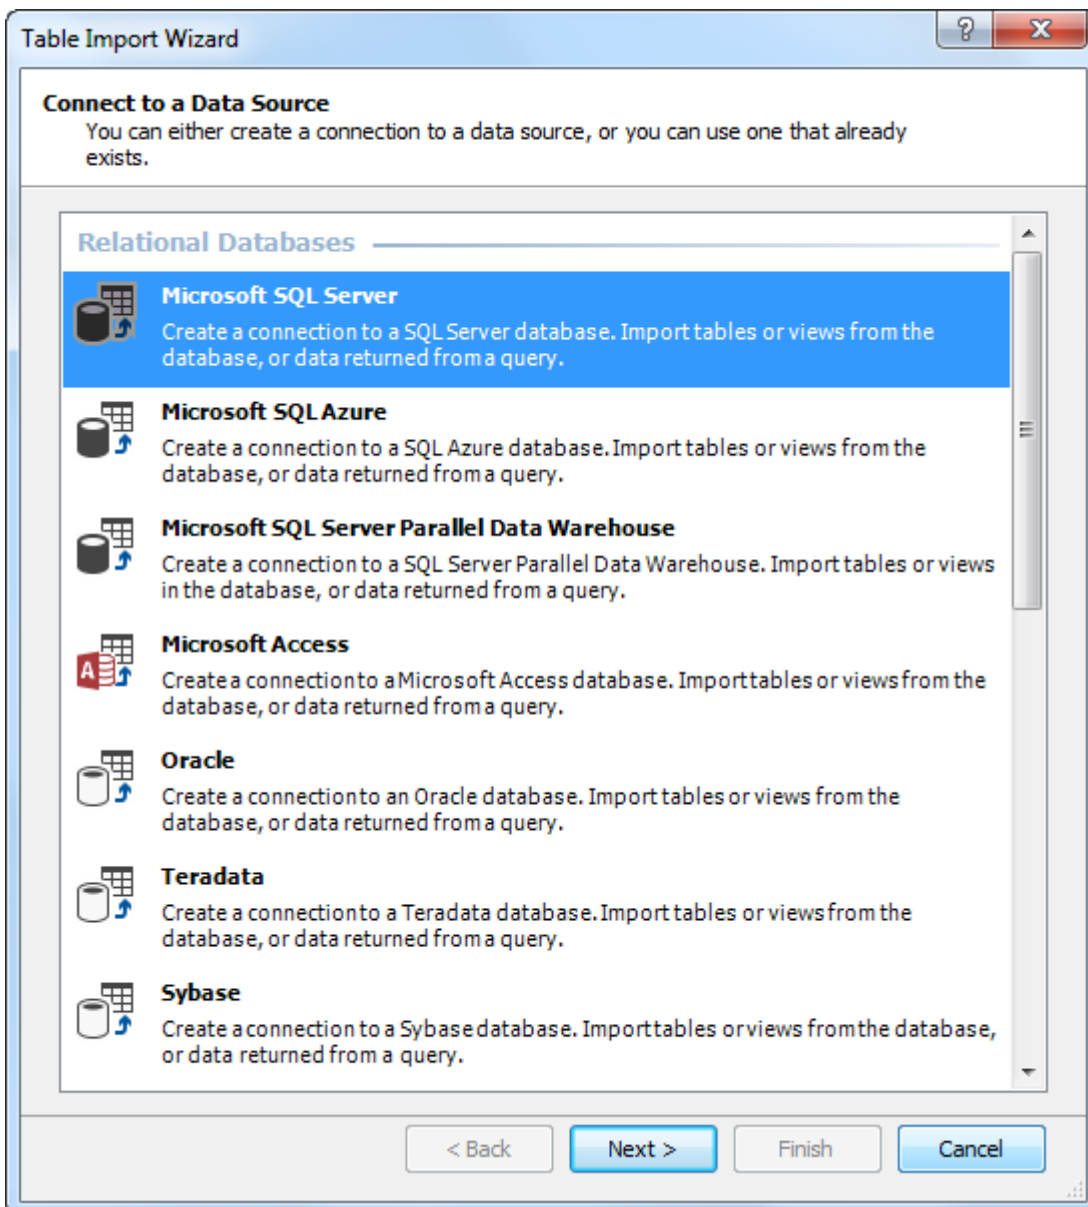 Table Import Wizard
Connect to a Data Source
You can either create a connection to a data source, or you can use one that already
exists.
Relational Databases
Microsoft SQL Server
Create a connection to a SQL Server database. Import tables or views from the
database, or data returned from a query.
Microsoft SQL Azure
Create a connection to a SQL Azure database. Import tables or views from the
database, or data returned from a query.
Microsoft SQL Server Parallel Data Warehouse
Create a connection to a SQL Server Parallel Data Warehouse. Import tables or views
in the database, or data returned from a query.
Microsoft Access
Create a connection to a Microsoft Access database. Import tables or views from the
database, or data returned from a query.
Oracle
Create a connection to an Oracle database. Import tables or views from the
database, or data returned from a query.
Teradata
Create a connection to a Teradata database. Import tables or views from the
database, or data returned from a query.
Sybase
Create a connection to a Sybase database. Import tables or views from the database,
or data returned from a query.
< Back Next > Finish Cancel